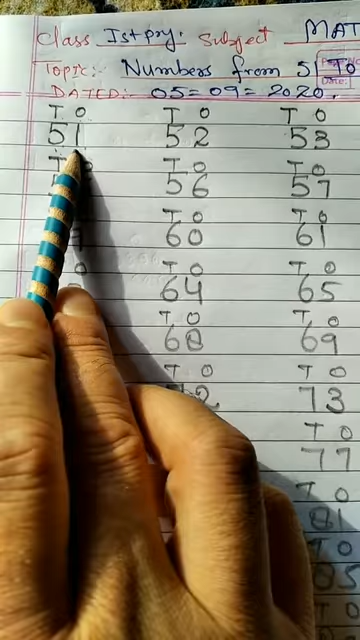 Class Ist pry: Subject MAT
Topic:- Numbers from 51 To
DATED:- 05=09=2020.
T O T O T O
51 52 53
T O T O
56 57
T O T O
60 61
O T O T O
64 65
T O T O
68 69
T O T O
72 73
T O
77
T O
81
T O
85
T O